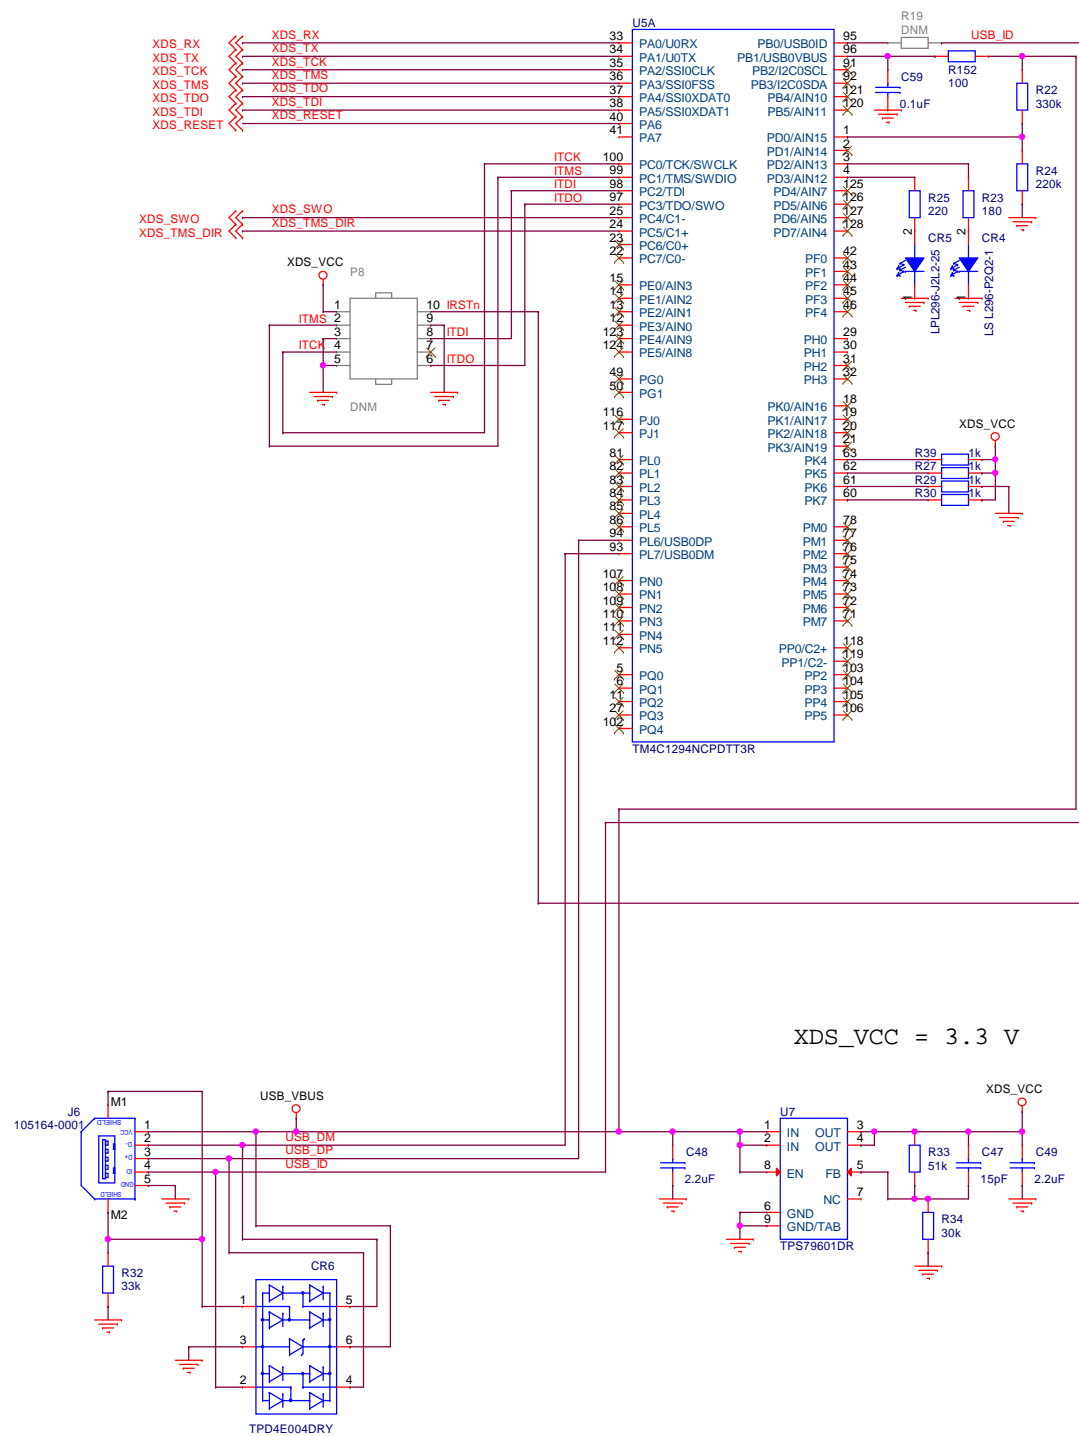 U5A
R19
DNM
XDS_RX
XDS_TX
XDS_TCK
XDS_TMS
XDS_TDO
XDS_TDI
XDS_RESET
XDS_RX
XDS_TX
XDS_TCK
XDS_TMS
XDS_TDO
XDS_TDI
XDS_RESET
33 PA0/U0RX
34 PA1/U0TX
35 PA2/SSI0CLK
36 PA3/SSI0FSS
37 PA4/SSI0XDAT0
38 PA5/SSI0XDAT1
40 PA6
41 PA7
ITCK 100 PC0/TCK/SWCLK
ITMS 99 PC1/TMS/SWDIO
ITDI 98 PC2/TDI
ITDO 97 PC3/TDO/SWO
XDS_SWO XDS_SWO 25 PC4/C1-
XDS_TMS_DIR XDS_TMS_DIR 24 PC5/C1+
23 PC6/C0+
22 PC7/C0-
15 PE0/AIN3
14 PE1/AIN2
13 PE2/AIN1
12 PE3/AIN0
123 PE4/AIN9
124 PE5/AIN8
49 PG0
50 PG1
116 PJ0
117 PJ1
81 PL0
82 PL1
83 PL2
84 PL3
85 PL4
86 PL5
94 PL6/USB0DP
93 PL7/USB0DM
107 PN0
108 PN1
109 PN2
110 PN3
111 PN4
112 PN5
5 PQ0
6 PQ1
11 PQ2
27 PQ3
102 PQ4
TM4C1294NCPDTT3R
PB0/USB0ID 95
PB1/USB0VBUS 96
PB2/I2C0SCL 91
PB3/I2C0SDA 92
PB4/AIN10 121
PB5/AIN11 120
PD0/AIN15 1
PD1/AIN14 2
PD2/AIN13 3
PD3/AIN12 4
PD4/AIN7 125
PD5/AIN6 126
PD6/AIN5 127
PD7/AIN4 128
PF0 42
PF1 43
PF2 44
PF3 45
PF4 46
PH0 29
PH1 30
PH2 31
PH3 32
PK0/AIN16 18
PK1/AIN17 19
PK2/AIN18 20
PK3/AIN19 21
PK4 63
PK5 62
PK6 61
PK7 60
PM0 78
PM1 77
PM2 76
PM3 75
PM4 74
PM5 73
PM6 72
PM7 71
PP0/C2+ 118
PP1/C2- 119
PP2 103
PP3 104
PP4 105
PP5 106
USB_ID
R152
100
C59
0.1uF
R22
330k
R24
220k
R25
220
R23
180
2 CR5
2 CR4
1
1
LPL296-J2L2-25
LS L296-P2Q2-1
XDS_VCC
R39 1k
R27 1k
R29 1k
R30 1k
XDS_VCC P8
1 10 IRSTn
ITMS 2 9
3 8 ITDI
ITCK 4 7
5 6 ITDO
DNM
XDS_VCC = 3.3 V
J6
105164-0001
M1
SHIELD
VCC 1
D- 2
D+ 3
ID 4
GND 5
SHIELD
M2
USB_VBUS
USB_DM
USB_DP
USB_ID
R32
33k
CR6
1 5
3 6
2 4
TPD4E004DRY
C48
2.2uF
U7
1 IN OUT 3
2 IN OUT 4
8 EN FB 5
NC 7
6 GND
9 GND/TAB
TPS79601DR
XDS_VCC
R33
51k
C47
15pF
C49
2.2uF
R34
30k